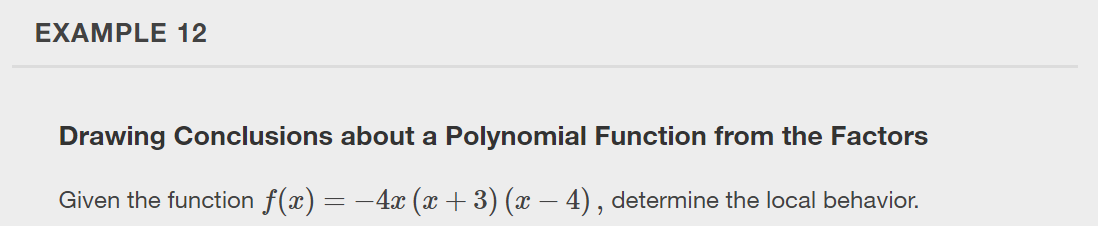 EXAMPLE 12
Drawing Conclusions about a Polynomial Function from the Factors
Given the function f(x) = −4x (x + 3) (x − 4) , determine the local behavior.